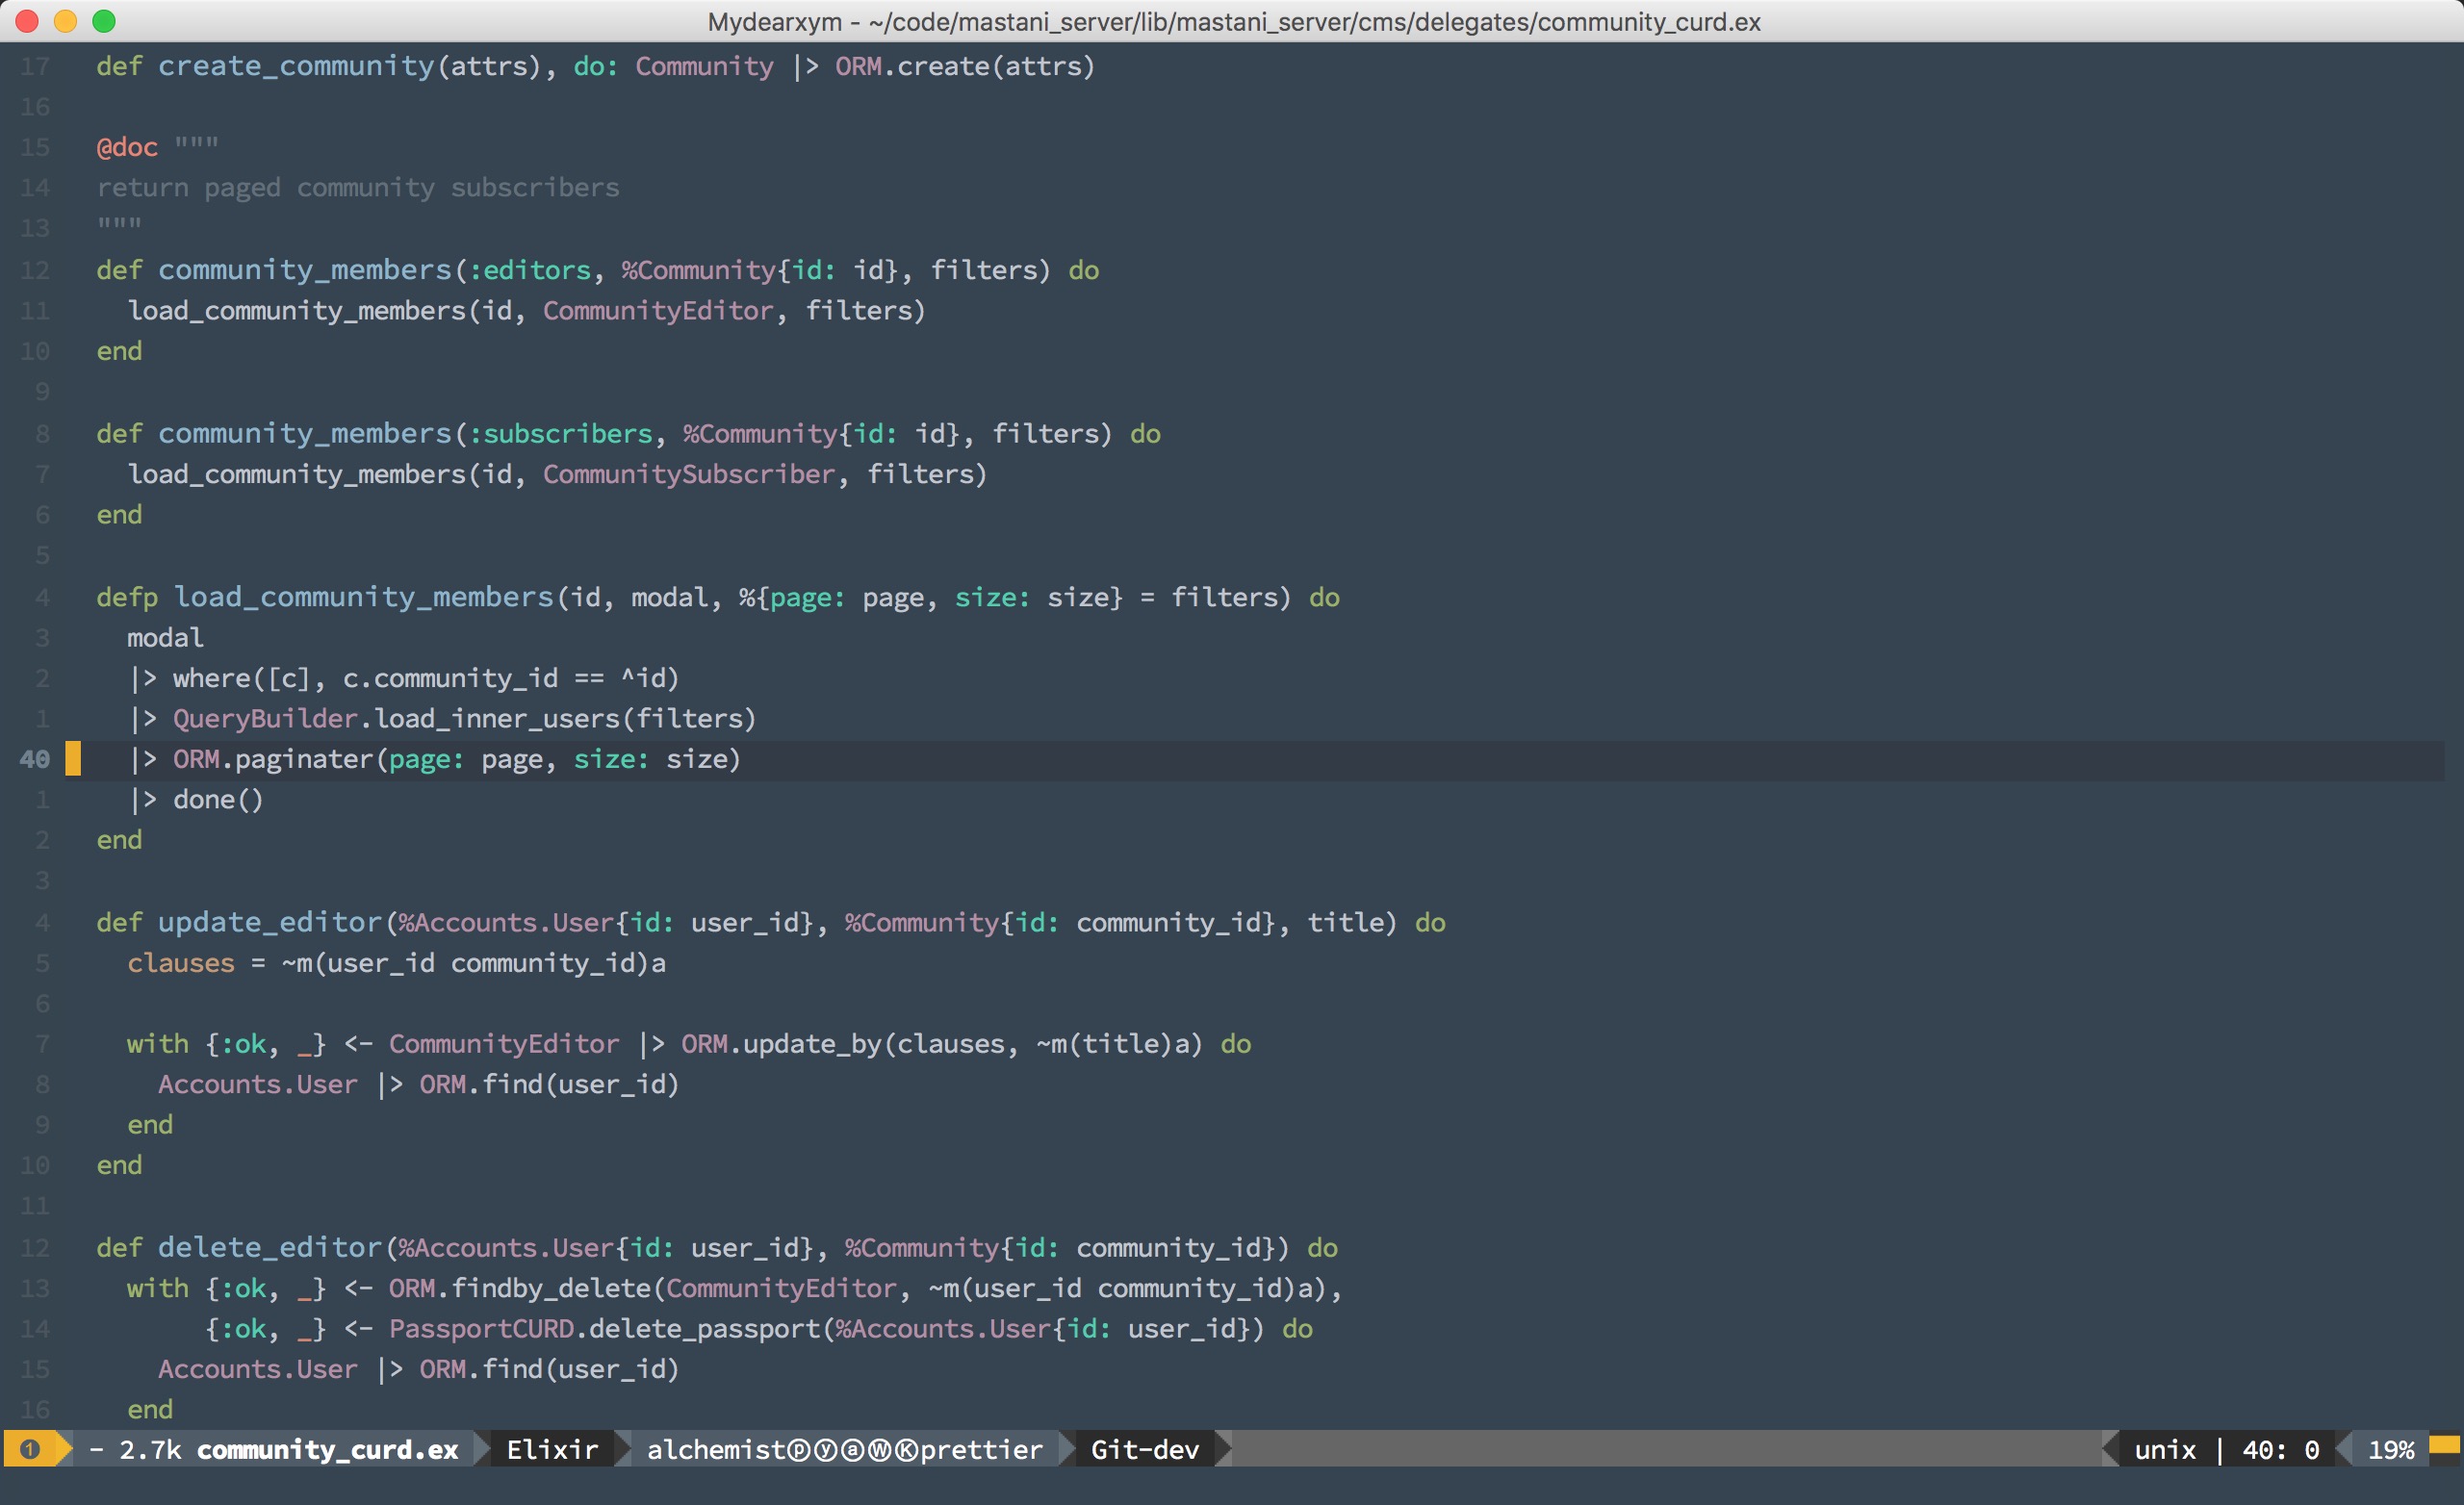 Mydearxym - ~/code/mastani_server/lib/mastani_server/cms/delegates/community_curd.ex
17 def create_community(attrs), do: Community |> ORM.create(attrs)
16
15 @doc """
14 return paged community subscribers
13 """
12 def community_members(:editors, %Community{id: id}, filters) do
11 load_community_members(id, CommunityEditor, filters)
10 end
9
8 def community_members(:subscribers, %Community{id: id}, filters) do
7 load_community_members(id, CommunitySubscriber, filters)
6 end
5
4 defp load_community_members(id, modal, %{page: page, size: size} = filters) do
3 modal
2 |> where([c], c.community_id == ^id)
1 |> QueryBuilder.load_inner_users(filters)
40 |> ORM.paginater(page: page, size: size)
1 |> done()
2 end
3
4 def update_editor(%Accounts.User{id: user_id}, %Community{id: community_id}, title) do
5 clauses = ~m(user_id community_id)a
6
7 with {:ok, _} <- CommunityEditor |> ORM.update_by(clauses, ~m(title)a) do
8 Accounts.User |> ORM.find(user_id)
9 end
10 end
11
12 def delete_editor(%Accounts.User{id: user_id}, %Community{id: community_id}) do
13 with {:ok, _} <- ORM.findby_delete(CommunityEditor, ~m(user_id community_id)a),
14 {:ok, _} <- PassportCURD.delete_passport(%Accounts.User{id: user_id}) do
15 Accounts.User |> ORM.find(user_id)
16 end
❶ - 2.7k community_curd.ex Elixir alchemistⓟⓨⓐⓌⓀprettier Git-dev unix | 40: 0 19%